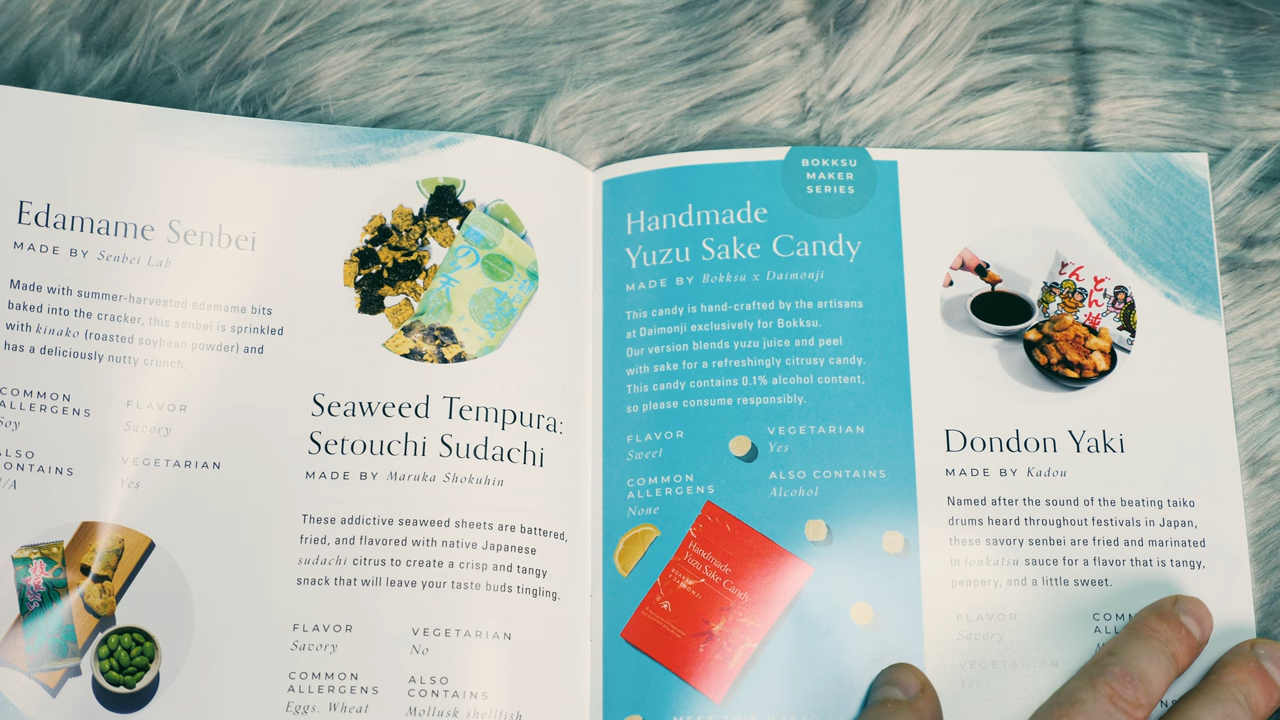 Edamame Senbei
MADE BY Senbei Lab
Made with summer-harvested edamame bits
baked into the cracker, this senbei is sprinkled
with kinako (roasted soybean powder) and
has a deliciously nutty crunch.
COMMON
ALLERGENS
Soy
FLAVOR
Savory
ALSO
CONTAINS
N/A
VEGETARIAN
Yes
Seaweed Tempura:
Setouchi Sudachi
MADE BY Maruka Shokuhin
These addictive seaweed sheets are battered,
fried, and flavored with native Japanese
sudachi citrus to create a crisp and tangy
snack that will leave your taste buds tingling.
FLAVOR
Savory
VEGETARIAN
No
COMMON
ALLERGENS
Eggs, Wheat
ALSO
CONTAINS
Mollusk shellfish
BOKKSU
MAKER
SERIES
Handmade
Yuzu Sake Candy
MADE BY Bokksu x Daimonji
This candy is hand-crafted by the artisans
at Daimonji exclusively for Bokksu.
Our version blends yuzu juice and peel
with sake for a refreshingly citrusy candy.
This candy contains 0.1% alcohol content,
so please consume responsibly.
FLAVOR
Sweet
VEGETARIAN
Yes
COMMON
ALLERGENS
None
ALSO CONTAINS
Alcohol
Handmade
Yuzu Sake Candy
BOKKSU
X DAIMONJI
どん
どん
Dondon Yaki
MADE BY Kadou
Named after the sound of the beating taiko
drums heard throughout festivals in Japan,
these savory senbei are fried and marinated
in tonkatsu sauce for a flavor that is tangy,
peppery, and a little sweet.
FLAVOR
Savory
VEGETARIAN
Yes